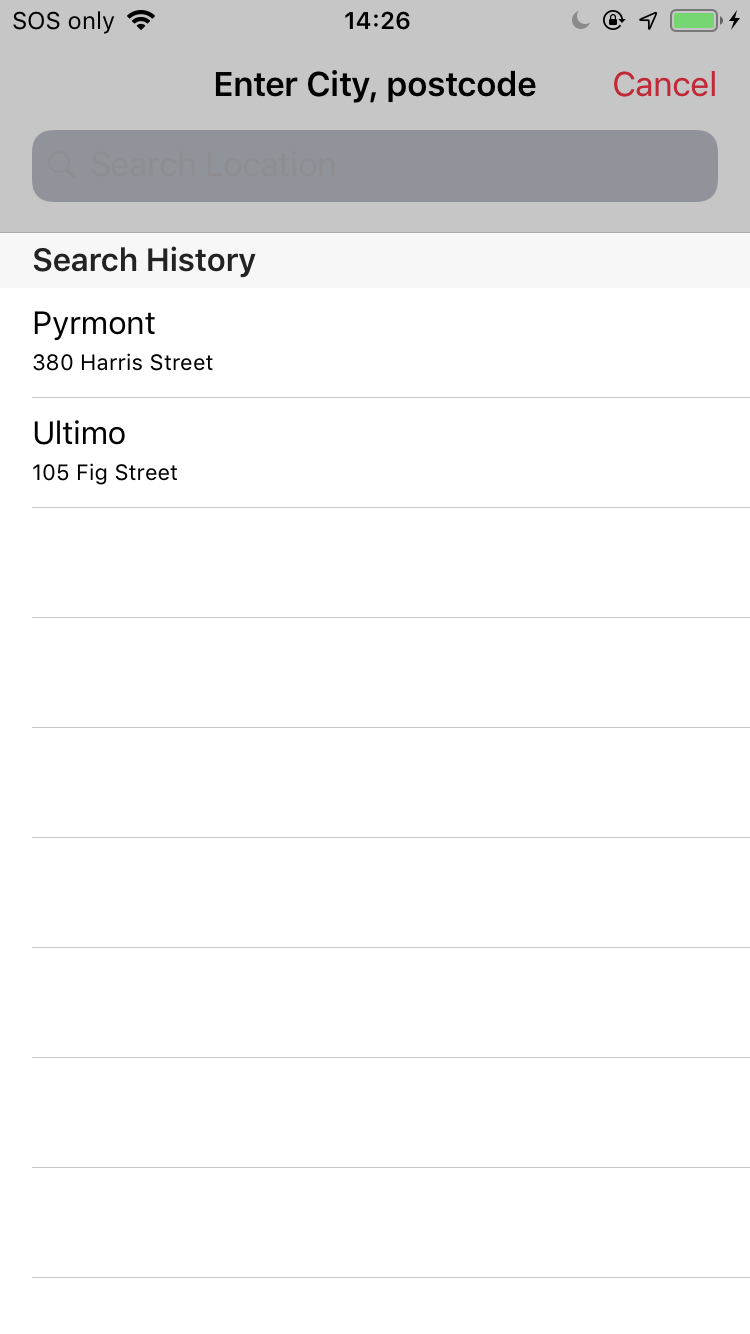 SOS only 14:26
Enter City, postcode Cancel
Search Location
Search History
Pyrmont
380 Harris Street
Ultimo
105 Fig Street